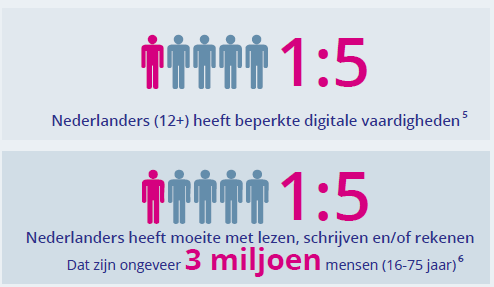 1:5
Nederlanders (12+) heeft beperkte digitale vaardigheden 5
1:5
Nederlanders heeft moeite met lezen, schrijven en/of rekenen
Dat zijn ongeveer 3 miljoen mensen (16-75 jaar) 6